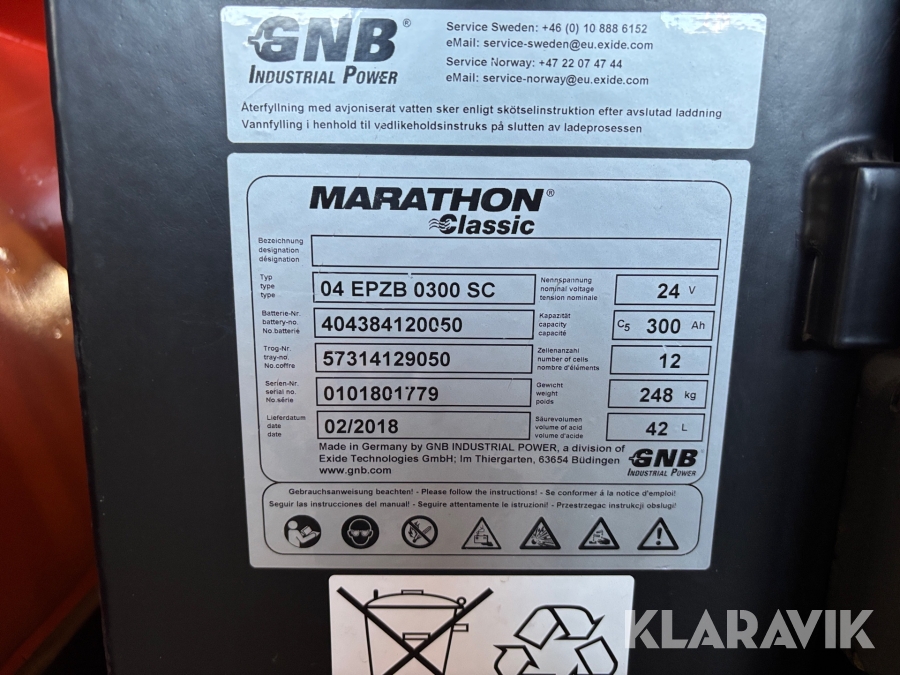 GNB®
INDUSTRIAL POWER
Service Sweden: +46 (0) 10 888 6152
eMail: service-sweden@eu.exide.com
Service Norway: +47 22 07 47 44
eMail: service-norway@eu.exide.com
Återfyllning med avjoniserat vatten sker enligt skötselinstruktion efter avslutad laddning
Vannfylling i henhold til vedlikeholdsinstruks på slutten av ladeprosessen
MARATHON®
Classic
Bezeichnung
designation
désignation
Typ
type
type
04 EPZB 0300 SC
Nennspannung
nominal voltage
tension nominale
24 V
Batterie-Nr.
battery-no.
No.batterie
404384120050
Kapazität
capacity
capacité
C5 300 Ah
Trog-Nr.
tray-no.
No.coffre
57314129050
Zellenanzahl
number of cells
nombre d'éléments
12
Serien-Nr.
serial no.
No.série
0101801779
Gewicht
weight
poids
248 kg
Lieferdatum
date
date
02/2018
Säurevolumen
volume of acid
volume d'acide
42 L
Made in Germany by GNB INDUSTRIAL POWER, a division of
Exide Technologies GmbH; Im Thiergarten, 63654 Büdingen
www.gnb.com
GNB®
INDUSTRIAL POWER
Gebrauchsanweisung beachten! - Please follow the instructions! - Se conformer á la notice d'emploi!
Seguir las instrucciones del manual! - Seguire attentamente le istruzioni! - Przestrzegac instrukcji obslugi!
KLARAVIK